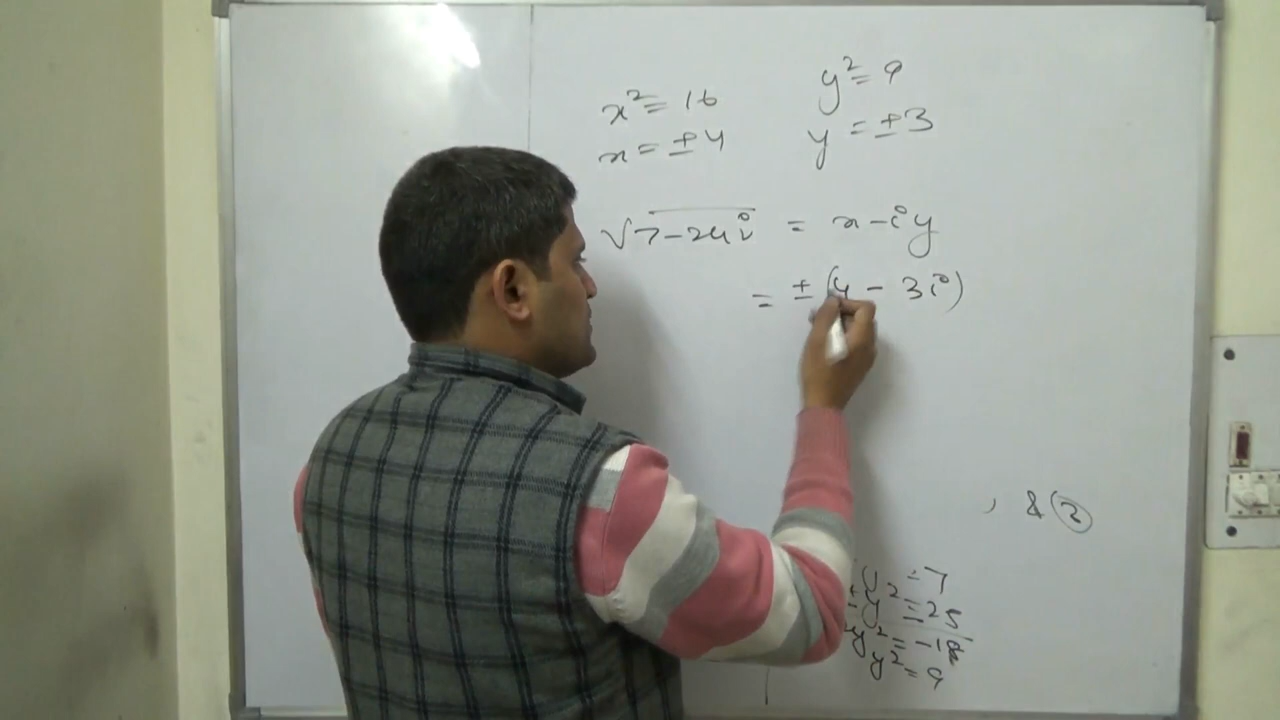 x² = 16
x = ±4
y² = 9
y = ±3
√7-24i = x - iy
= ± (4 - 3i)
, & ②
y² = 7
y² = 25
y² = -18
y² = 9